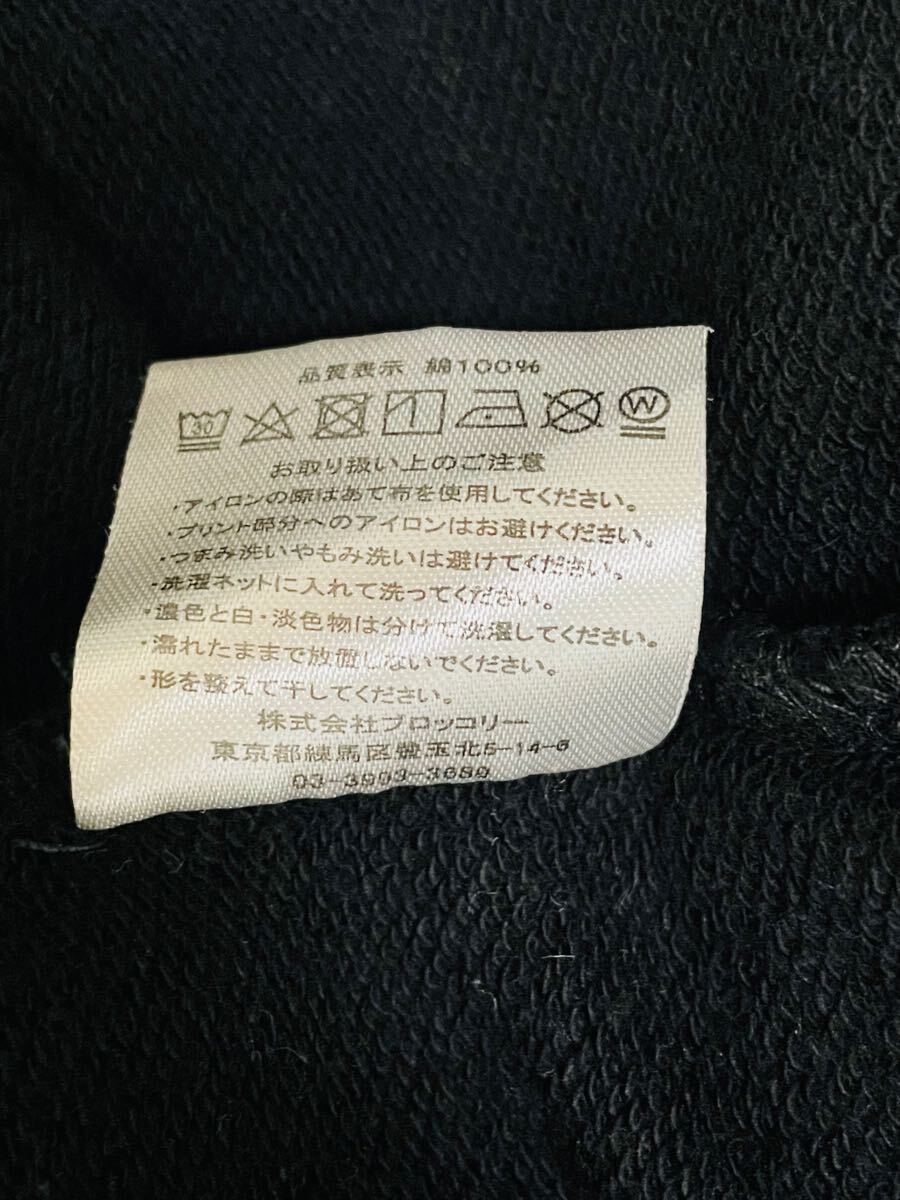 品質表示 綿100%
30 1 W
お取り扱い上のご注意
・アイロンの際はあて布を使用してください。
・プリント部分へのアイロンはお避けください。
・つまみ洗いやもみ洗いは避けてください。
・洗濯ネットに入れて洗ってください。
・濃色と白・淡色物は分けて洗濯してください。
・濡れたままで放置しないでください。
・形を整えて干してください。
株式会社ブロッコリー
東京都練馬区豊玉北5-14-6